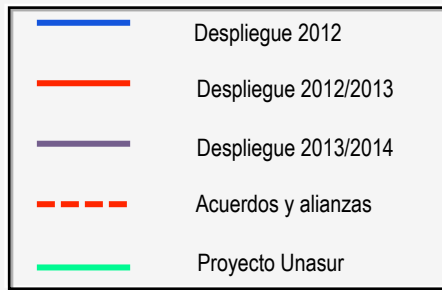 Despliegue 2012
Despliegue 2012/2013
Despliegue 2013/2014
Acuerdos y alianzas
Proyecto Unasur